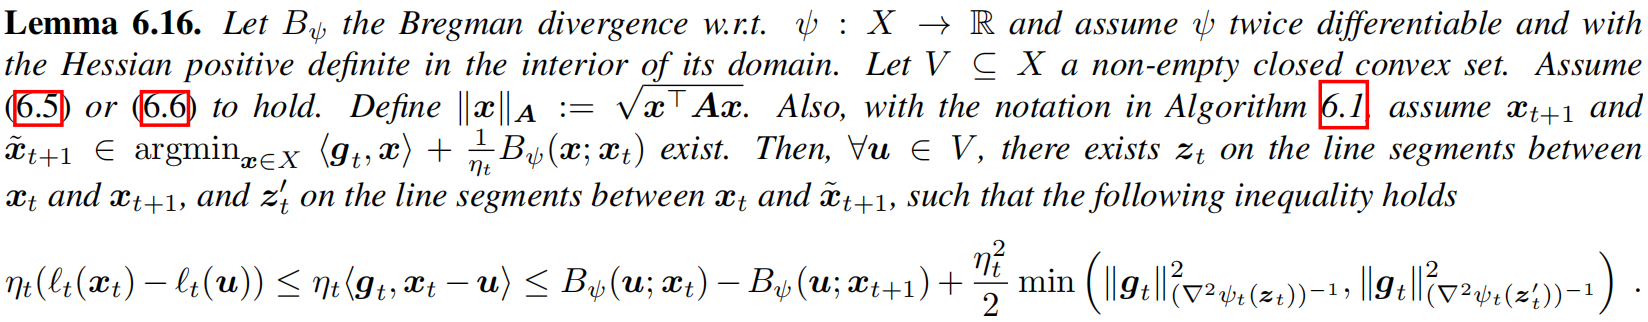 Lemma 6.16. Let B_ψ the Bregman divergence w.r.t. ψ : X → ℝ and assume ψ twice differentiable and with
the Hessian positive definite in the interior of its domain. Let V ⊆ X a non-empty closed convex set. Assume
(6.5) or (6.6) to hold. Define ‖x‖_A := √(x^⊤ A x). Also, with the notation in Algorithm 6.1, assume x_{t+1} and
x̃_{t+1} ∈ argmin_{x∈X} ⟨g_t, x⟩ + (1/η_t) B_ψ(x; x_t) exist. Then, ∀u ∈ V, there exists z_t on the line segments between
x_t and x_{t+1}, and z'_t on the line segments between x_t and x̃_{t+1}, such that the following inequality holds
η_t(ℓ_t(x_t) − ℓ_t(u)) ≤ η_t⟨g_t, x_t − u⟩ ≤ B_ψ(u; x_t) − B_ψ(u; x_{t+1}) + (η_t^2/2) min (‖g_t‖^2_{(∇^2ψ_t(z_t))^{−1}}, ‖g_t‖^2_{(∇^2ψ_t(z'_t))^{−1}}) .